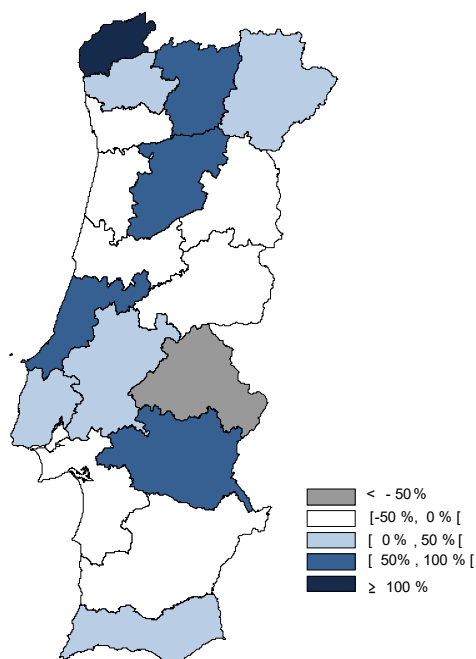 < - 50 %
[-50 %, 0 % [
[ 0 % , 50 % [
[ 50% , 100 % [
≥ 100 %